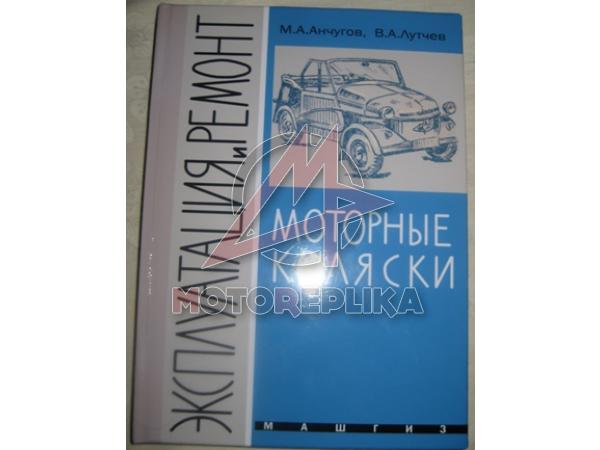 М.А.Анчугов, В.А.Лутчев
ЭКСПЛУАТАЦИЯ И РЕМОНТ
МОТОРНЫЕ
КОЛЯСКИ
MOTOREPLIKA
МАШГИЗ